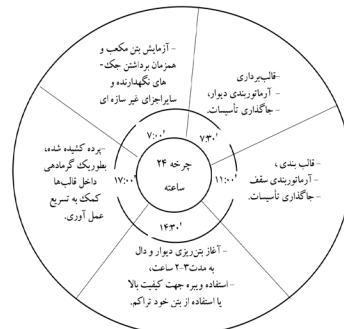 - آزمایش بتن مکعب و
همزمان برداشتن جک-
های نگهدارنده و
سایراجزای غیر سازه ای
-قالب‌برداری
- آرماتوربندی دیوار،
- جاگذاری تأسیسات.
۷:۰۰'
۷:۳۰'
-پرده کشیده شده،
بطوریک گرمادهی
داخل قالب‌ها
کمک به تسریع
عمل آوری.
۱۷:۰۰'
چرخه ۲۴
ساعته
۱۱:۰۰'
- قالب بندی ،
- آرماتوربندی سقف
- جاگذاری تأسیسات.
۱۴:۳۰'
- آغاز بتن‌ریزی دیوار و دال
به مدت۳-۲ ساعت،
- استفاده ویبره جهت کیفیت بالا
یا استفاده از بتن خود تراکم.